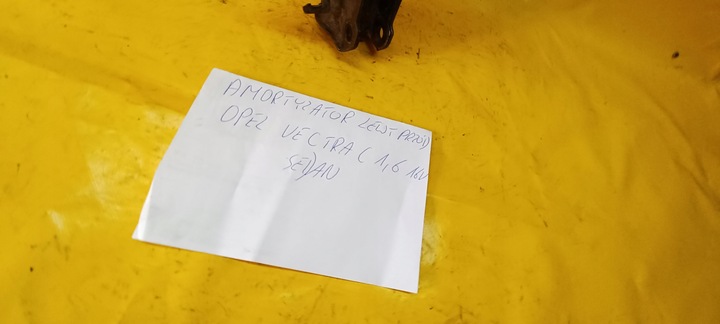 AMORTYZATOR LEWY PRZÓD
OPEL VECTRA C 1,6 16V
SEDAN